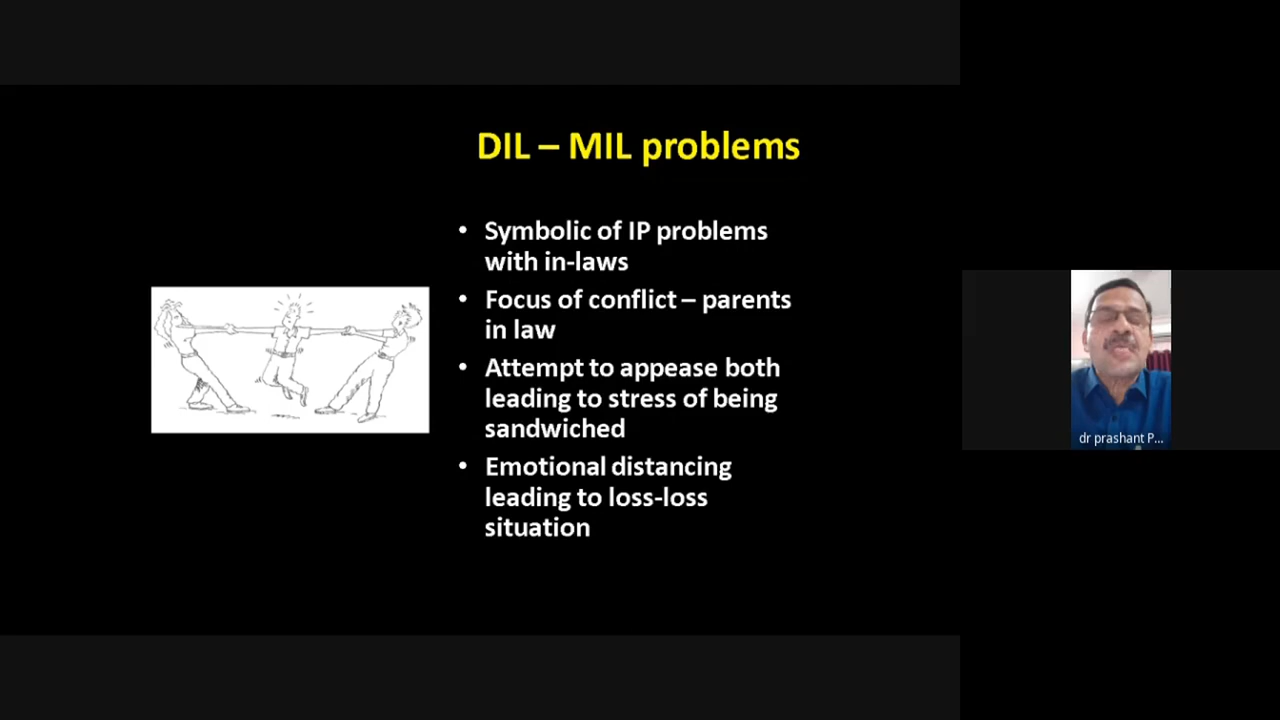 DIL – MIL problems
• Symbolic of IP problems
with in-laws
• Focus of conflict – parents
in law
• Attempt to appease both
leading to stress of being
sandwiched
• Emotional distancing
leading to loss-loss
situation
dr prashant P...